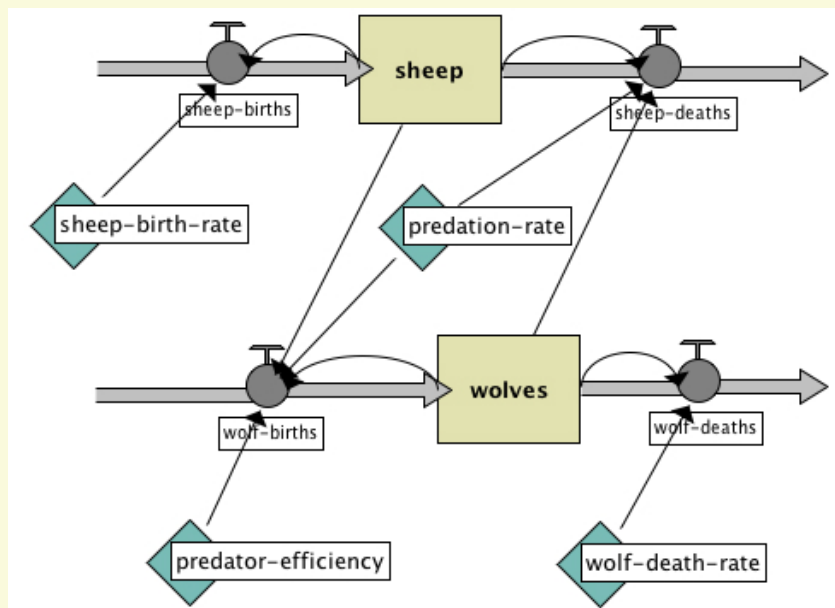 sheep
sheep-births
sheep-deaths
sheep-birth-rate
predation-rate
wolves
wolf-births
wolf-deaths
predator-efficiency
wolf-death-rate